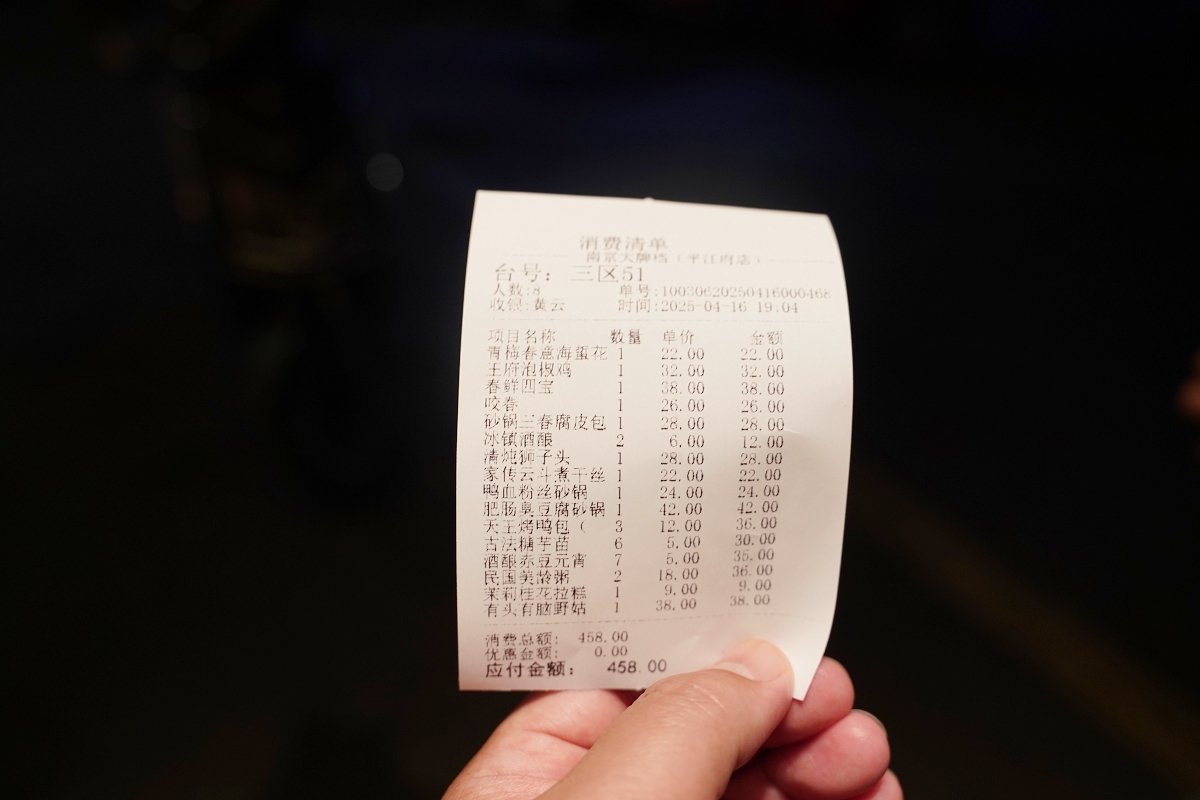 消费清单
南京大牌档(平江府店)
台号: 三区51
人数:8 单号:10030620250416000468
收银:黄云 时间:2025-04-16 19:04
项目名称 数量 单价 金额
青梅春意海蜇花 1 22.00 22.00
王府泡椒鸡 1 32.00 32.00
春鲜四宝 1 38.00 38.00
咬春 1 26.00 26.00
砂锅三春腐皮包 1 28.00 28.00
冰镇酒酿 2 6.00 12.00
清炖狮子头 1 28.00 28.00
家传云斗煮干丝 1 22.00 22.00
鸭血粉丝砂锅 1 24.00 24.00
肥肠臭豆腐砂锅 1 42.00 42.00
天王烤鸭包( 3 12.00 36.00
古法糖芋苗 6 5.00 30.00
酒酿赤豆元宵 7 5.00 35.00
民国美龄粥 2 18.00 36.00
茉莉桂花拉糕 1 9.00 9.00
有头有脑野姑 1 38.00 38.00
消费总额: 458.00
优惠金额: 0.00
应付金额: 458.00